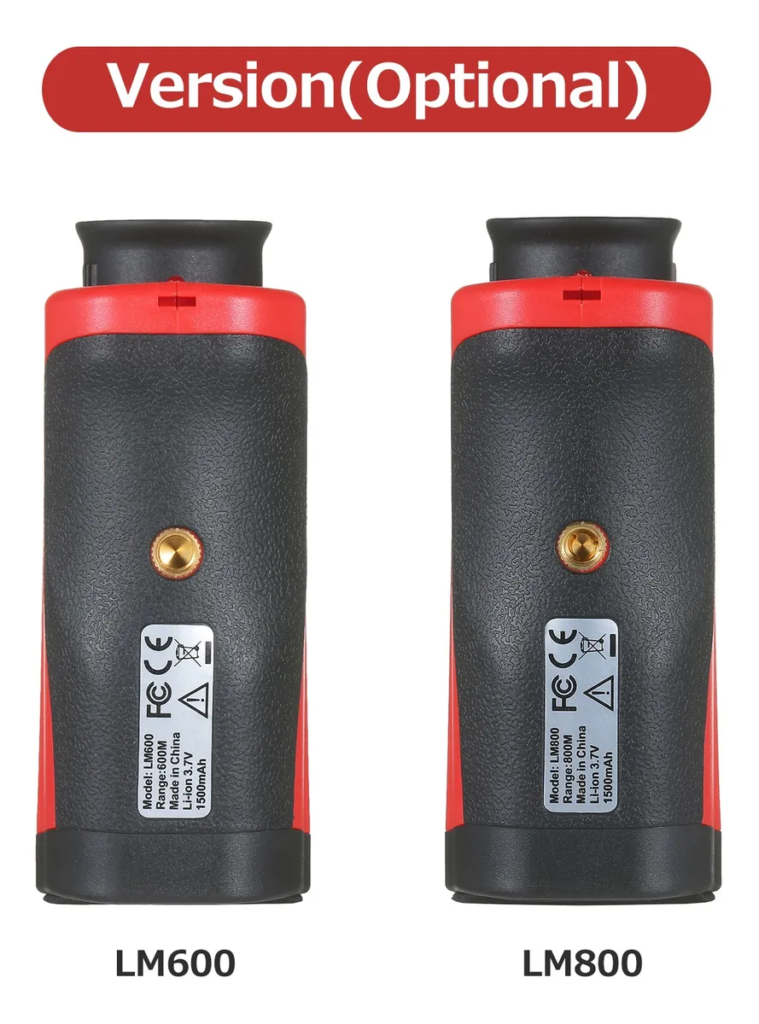 Version(Optional)
FC CE
Model: LM600
Range:600M
Made in China
Li-ion 3.7V
1500mAh
FC CE
Model: LM800
Range:800M
Made in China
Li-ion 3.7V
1500mAh
LM600
LM800